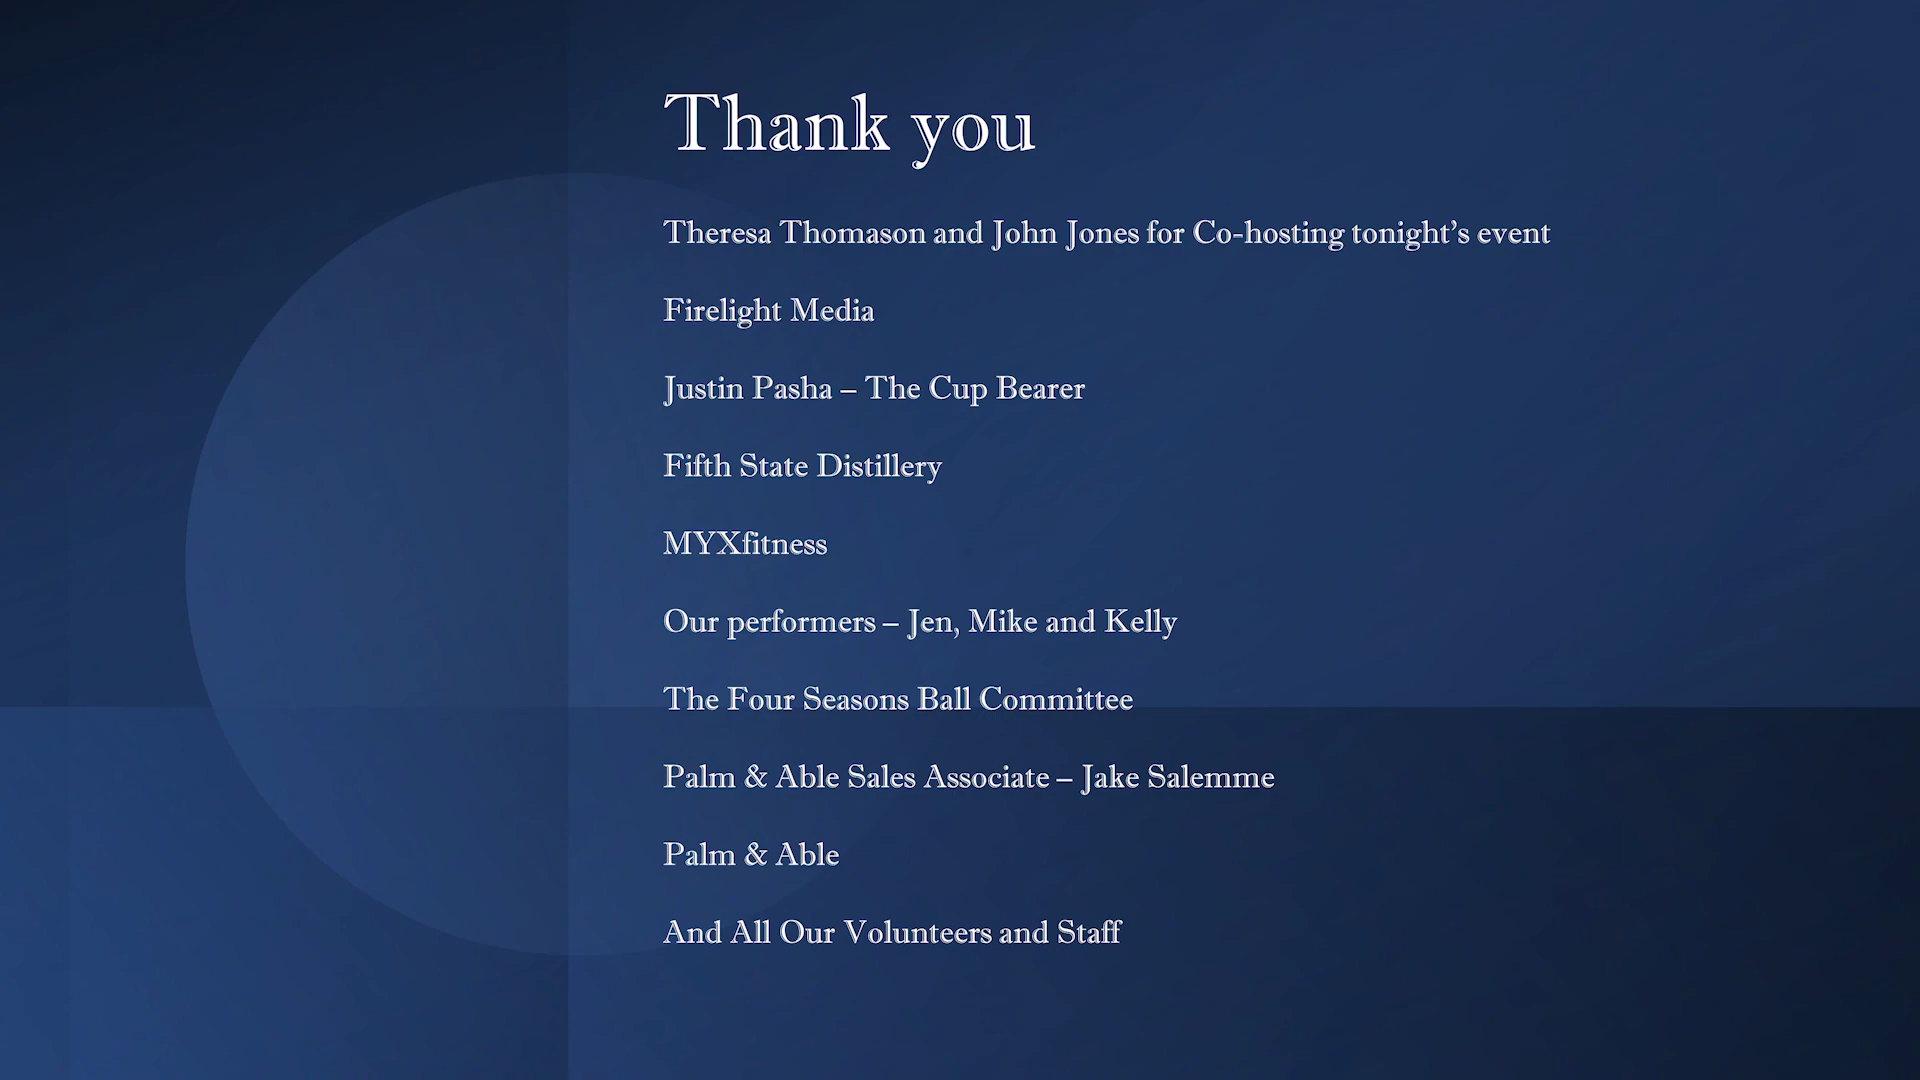 Thank you
Theresa Thomason and John Jones for Co-hosting tonight’s event
Firelight Media
Justin Pasha – The Cup Bearer
Fifth State Distillery
MYXfitness
Our performers – Jen, Mike and Kelly
The Four Seasons Ball Committee
Palm & Able Sales Associate – Jake Salemme
Palm & Able
And All Our Volunteers and Staff